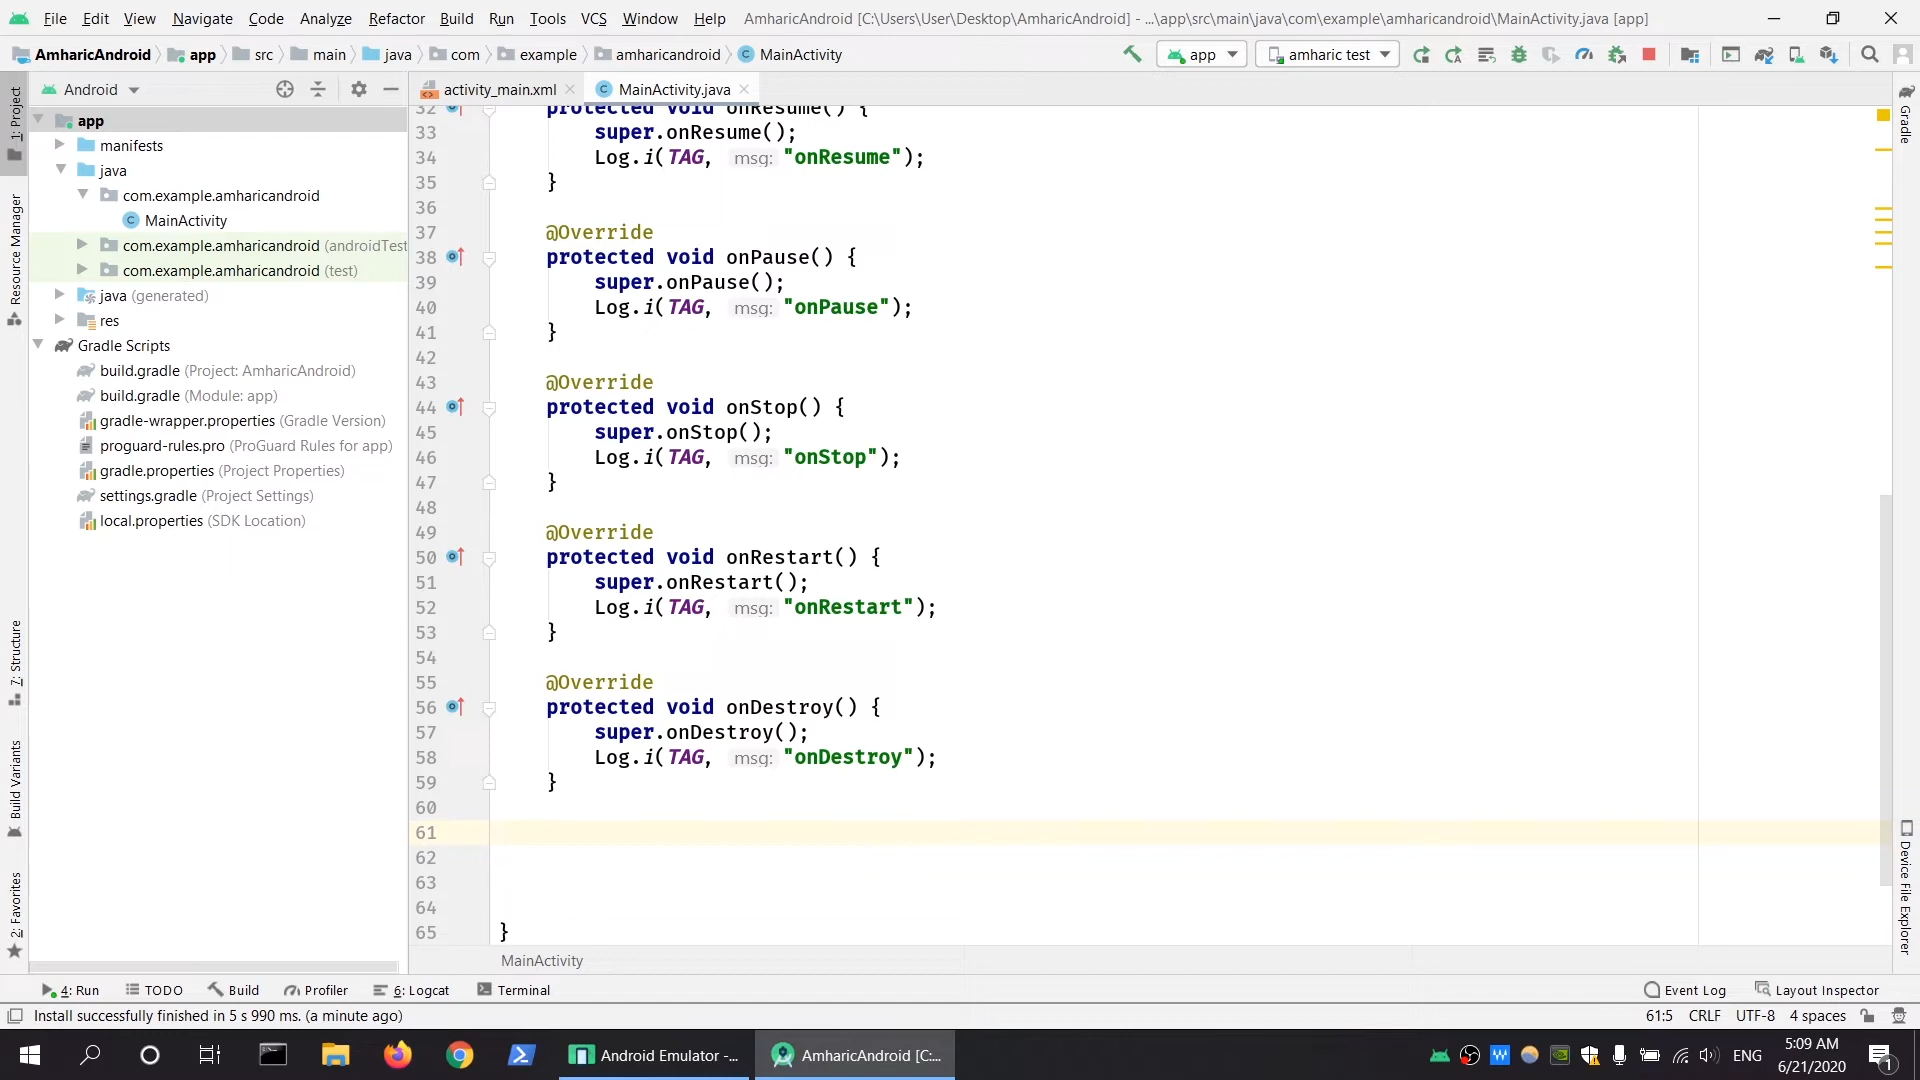 File Edit View Navigate Code Analyze Refactor Build Run Tools VCS Window Help AmharicAndroid [C:\Users\User\Desktop\AmharicAndroid] - ...\app\src\main\java\com\example\amharicandroid\MainActivity.java [app]
AmharicAndroid app src main java com example amharicandroid MainActivity app amharic test
Android activity_main.xml MainActivity.java
1: Project
Resource Manager
7: Structure
Build Variants
2: Favorites
app
manifests
java
com.example.amharicandroid
MainActivity
com.example.amharicandroid (androidTest
com.example.amharicandroid (test)
java (generated)
res
Gradle Scripts
build.gradle (Project: AmharicAndroid)
build.gradle (Module: app)
gradle-wrapper.properties (Gradle Version)
proguard-rules.pro (ProGuard Rules for app)
gradle.properties (Project Properties)
settings.gradle (Project Settings)
local.properties (SDK Location)
32 protected void onResume() {
33 super.onResume();
34 Log.i(TAG, msg: "onResume");
35 }
36
37 @Override
38 protected void onPause() {
39 super.onPause();
40 Log.i(TAG, msg: "onPause");
41 }
42
43 @Override
44 protected void onStop() {
45 super.onStop();
46 Log.i(TAG, msg: "onStop");
47 }
48
49 @Override
50 protected void onRestart() {
51 super.onRestart();
52 Log.i(TAG, msg: "onRestart");
53 }
54
55 @Override
56 protected void onDestroy() {
57 super.onDestroy();
58 Log.i(TAG, msg: "onDestroy");
59 }
60
61
62
63
64
65 }
MainActivity
Gradle
Device File Explorer
4: Run TODO Build Profiler 6: Logcat Terminal Event Log Layout Inspector
Install successfully finished in 5 s 990 ms. (a minute ago) 61:5 CRLF UTF-8 4 spaces
Android Emulator -... AmharicAndroid [C:... ENG 5:09 AM
6/21/2020 1